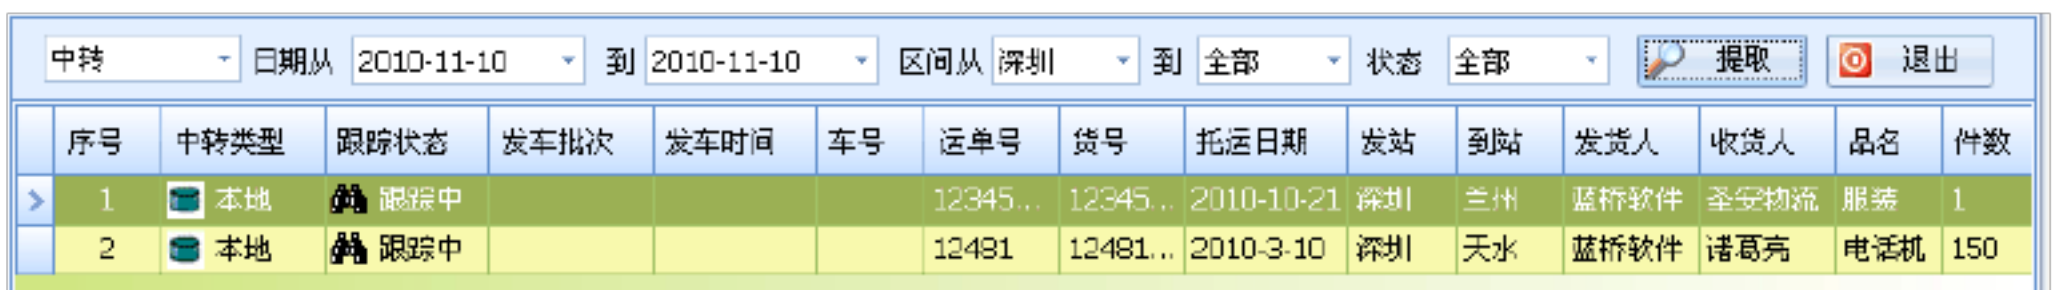 中转 日期从 2010-11-10 到 2010-11-10 区间从 深圳 到 全部 状态 全部 提取 退出
序号 中转类型 跟踪状态 发车批次 发车时间 车号 运单号 货号 托运日期 发站 到站 发货人 收货人 品名 件数
1 本地 跟踪中 12345... 12345... 2010-10-21 深圳 兰州 蓝桥软件 圣安物流 服装 1
2 本地 跟踪中 12481 12481... 2010-3-10 深圳 天水 蓝桥软件 诸葛亮 电话机 150